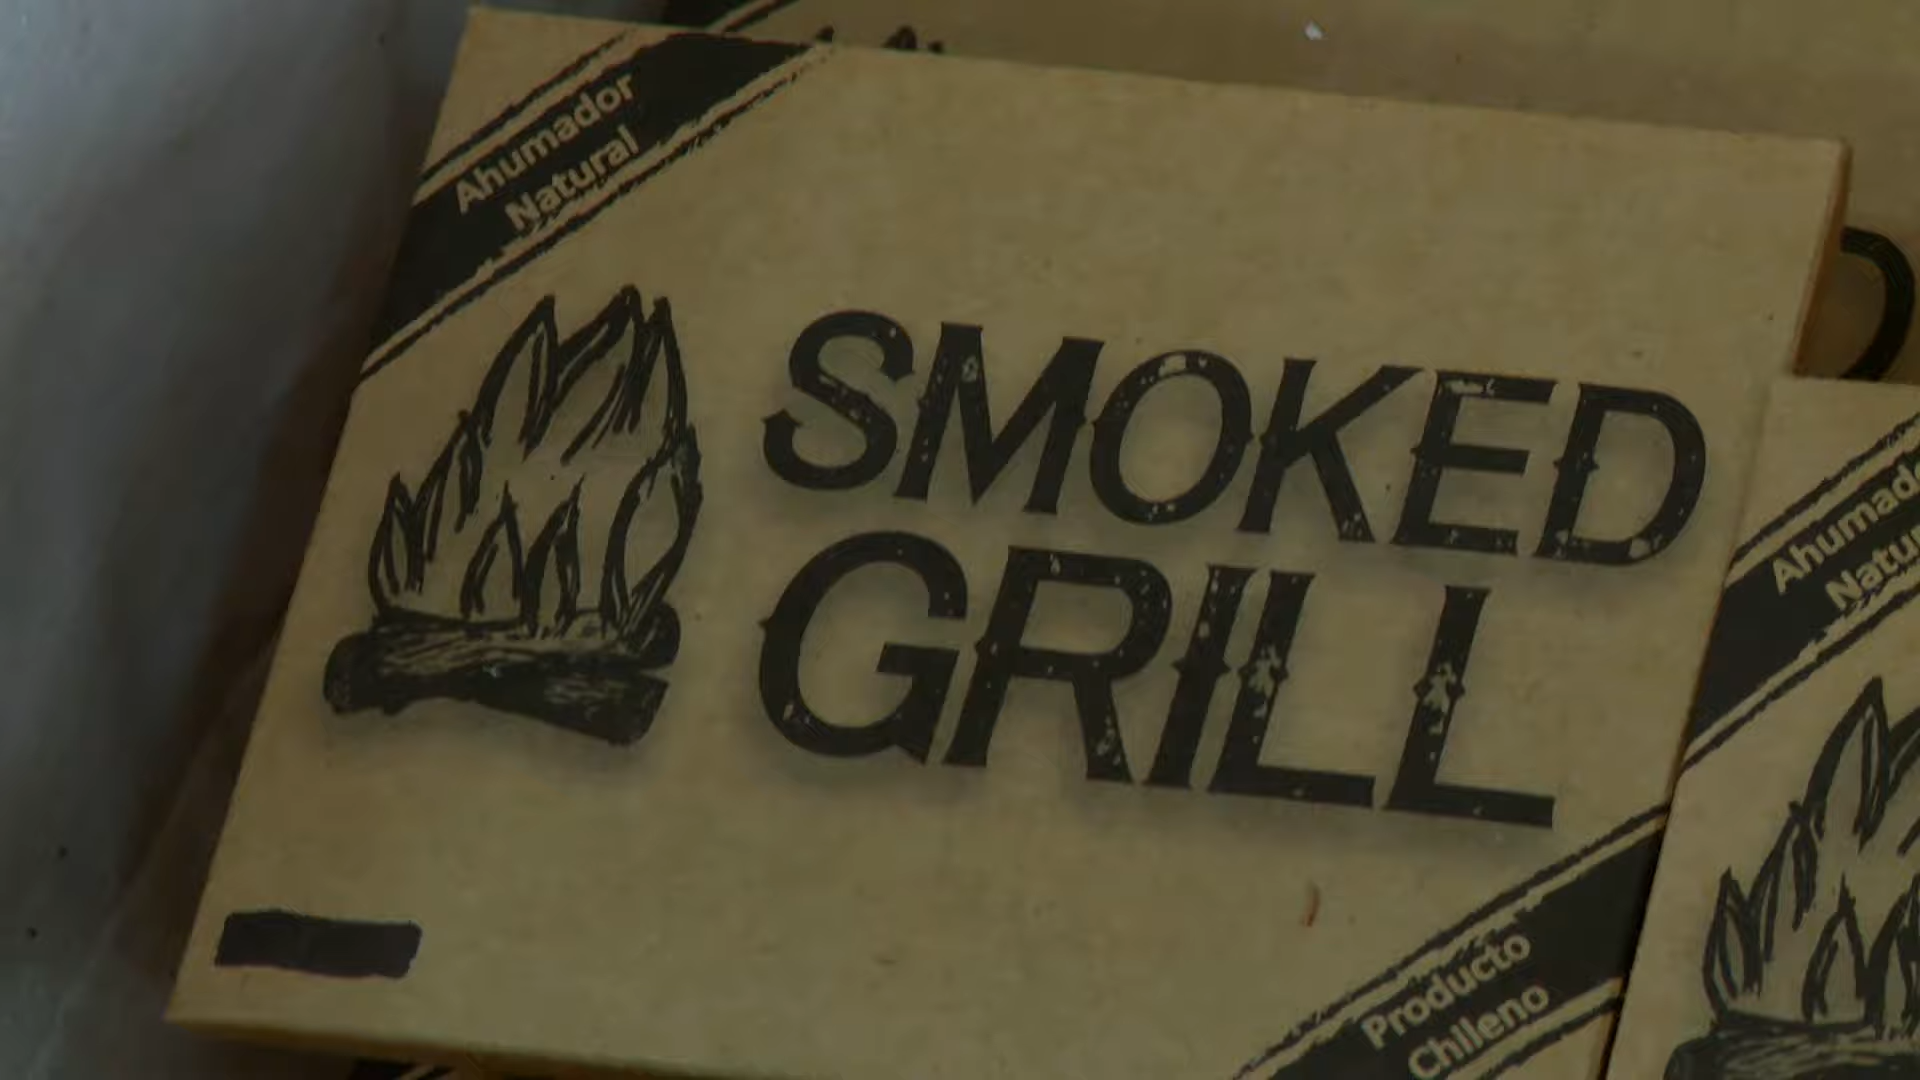 Ahumador
Natural
SMOKED
GRILL
Producto
Chileno